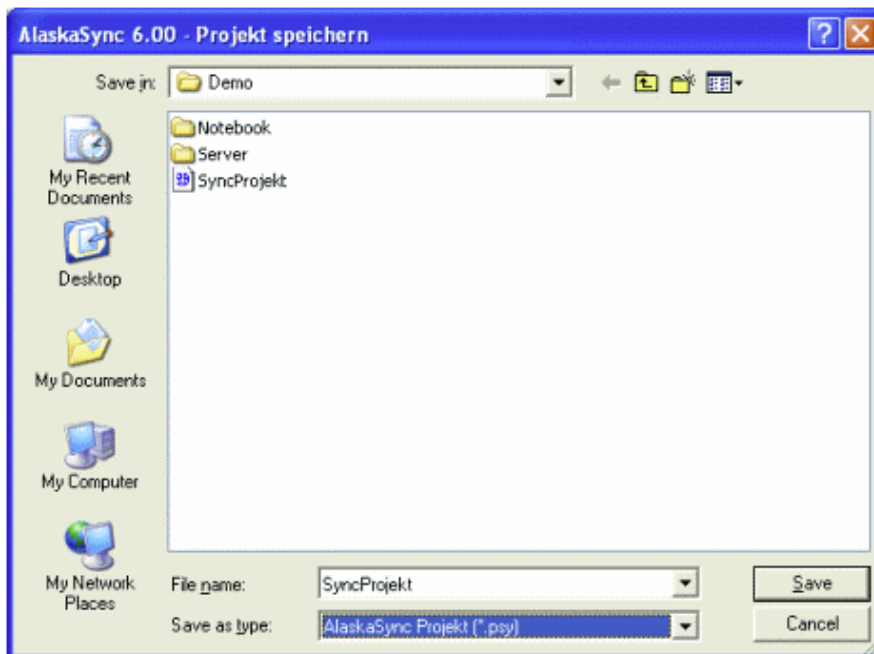 AlaskaSync 6.00 - Projekt speichern
Save in:
Demo
Notebook
Server
SyncProjekt
My Recent
Documents
Desktop
My Documents
My Computer
My Network
Places
File name:
SyncProjekt
Save
Save as type:
AlaskaSync Projekt (*.psy)
Cancel